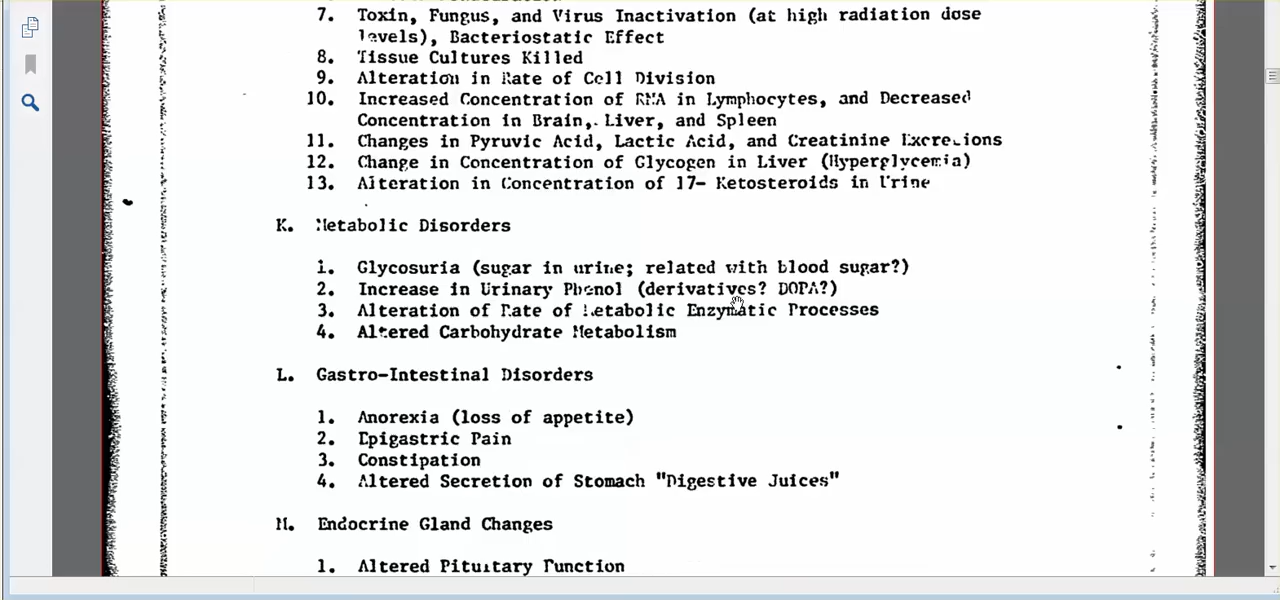 7. Toxin, Fungus, and Virus Inactivation (at high radiation dose
levels), Bacteriostatic Effect
8. Tissue Cultures Killed
9. Alteration in Rate of Cell Division
10. Increased Concentration of RNA in Lymphocytes, and Decreased
Concentration in Brain, Liver, and Spleen
11. Changes in Pyruvic Acid, Lactic Acid, and Creatinine Excretions
12. Change in Concentration of Glycogen in Liver (Hyperglycemia)
13. Alteration in Concentration of 17- Ketosteroids in Urine
K. Metabolic Disorders
1. Glycosuria (sugar in urine; related with blood sugar?)
2. Increase in Urinary Phenol (derivatives? DOPA?)
3. Alteration of Rate of Metabolic Enzymatic Processes
4. Altered Carbohydrate Metabolism
L. Gastro-Intestinal Disorders
1. Anorexia (loss of appetite)
2. Epigastric Pain
3. Constipation
4. Altered Secretion of Stomach "Digestive Juices"
M. Endocrine Gland Changes
1. Altered Pituitary Function